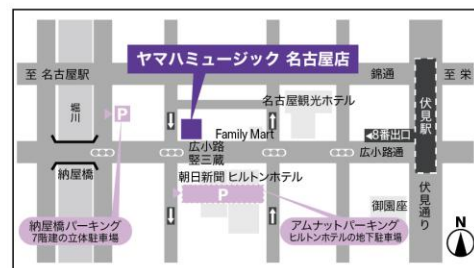 ヤマハミュージック 名古屋店
至 名古屋駅
錦通
至 栄
堀川
P
名古屋観光ホテル
伏見駅
Family Mart
◀8番出口
広小路
竪三蔵
広小路通
納屋橋
朝日新聞 ヒルトンホテル
P
御園座
伏見通り
納屋橋パーキング
7階建の立体駐車場
アムナットパーキング
ヒルトンホテルの地下駐車場
N